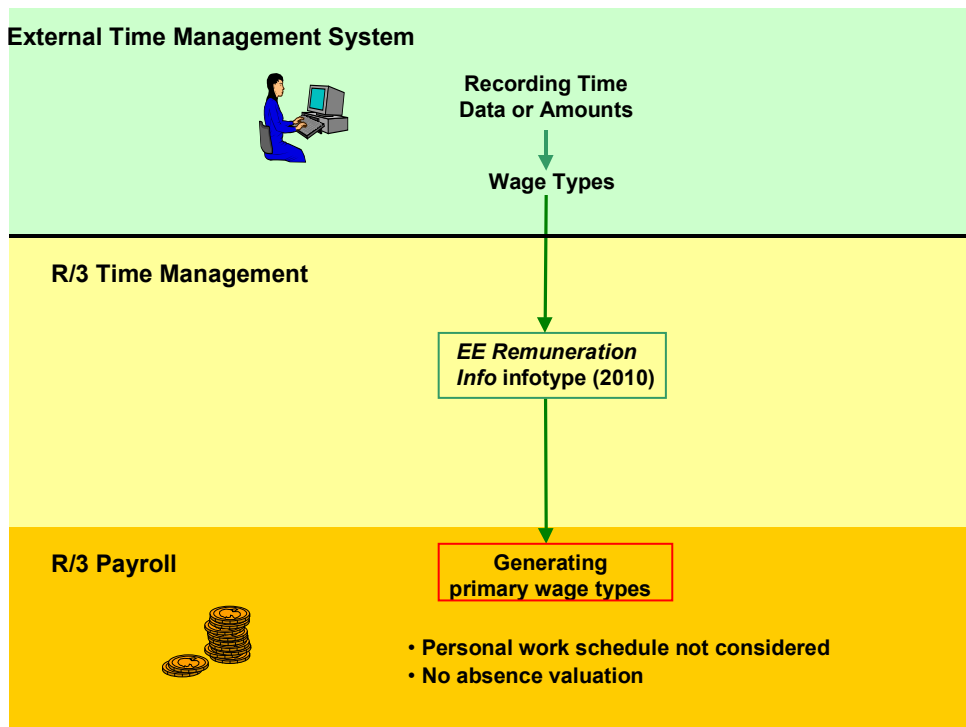 External Time Management System
Recording Time
Data or Amounts
Wage Types
R/3 Time Management
EE Remuneration
Info infotype (2010)
R/3 Payroll
Generating
primary wage types
• Personal work schedule not considered
• No absence valuation